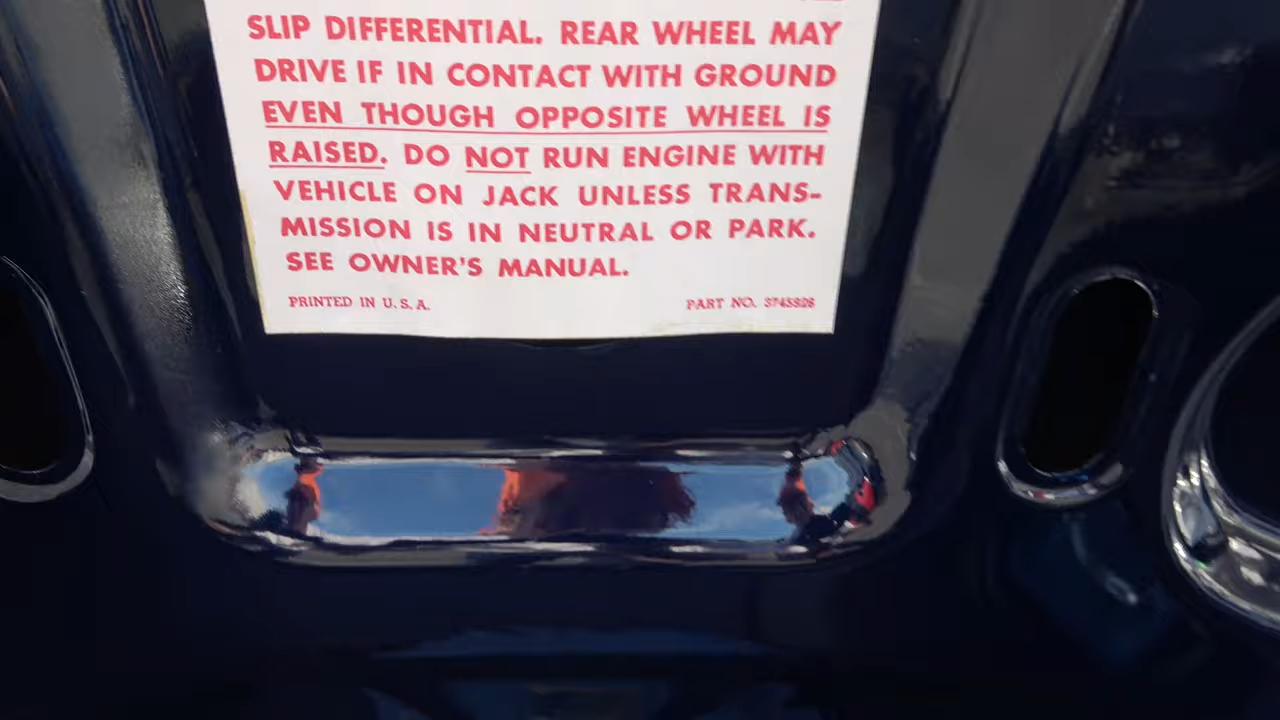 SLIP DIFFERENTIAL. REAR WHEEL MAY
DRIVE IF IN CONTACT WITH GROUND
EVEN THOUGH OPPOSITE WHEEL IS
RAISED. DO NOT RUN ENGINE WITH
VEHICLE ON JACK UNLESS TRANS-
MISSION IS IN NEUTRAL OR PARK.
SEE OWNER'S MANUAL.
PRINTED IN U. S. A.
PART NO.